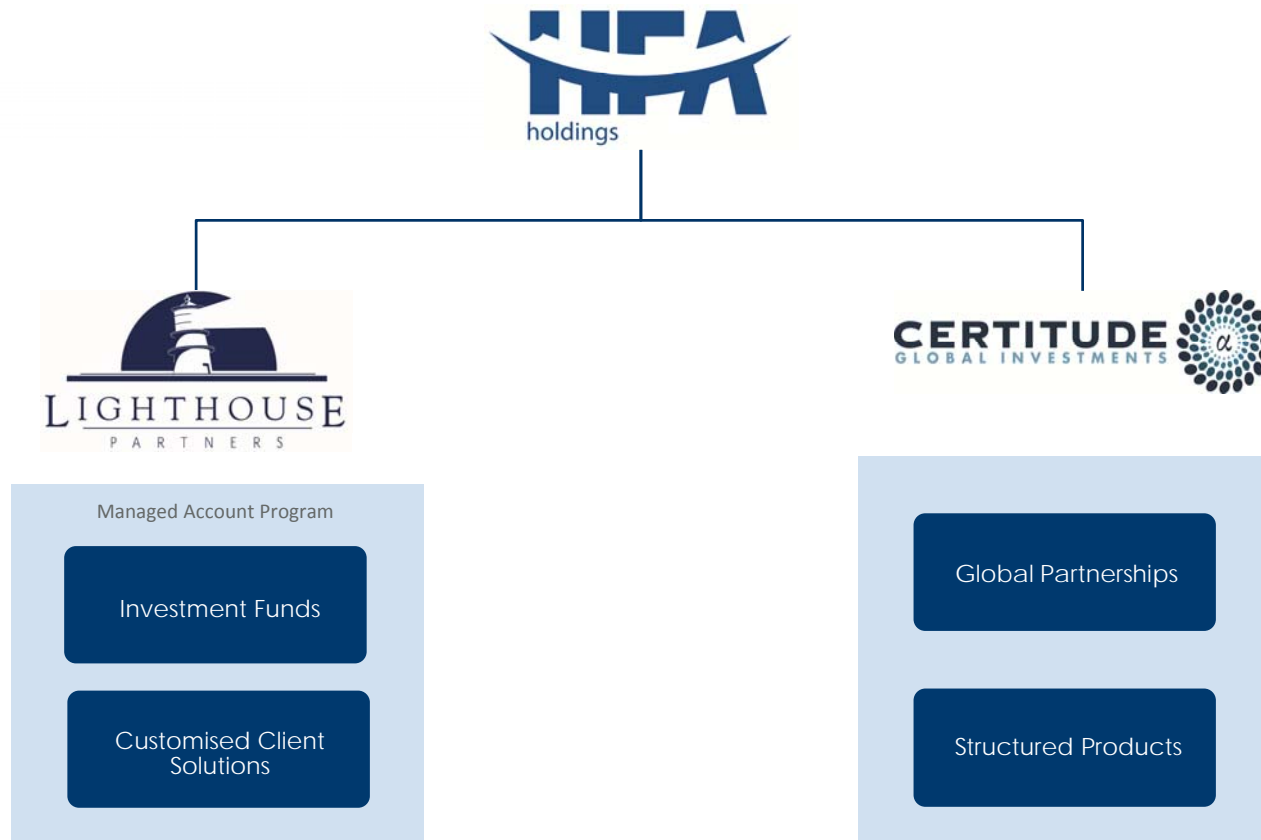 HFA
holdings
LIGHTHOUSE
PARTNERS
CERTITUDE
GLOBAL INVESTMENTS
α
Managed Account Program
Investment Funds
Customised Client
Solutions
Global Partnerships
Structured Products